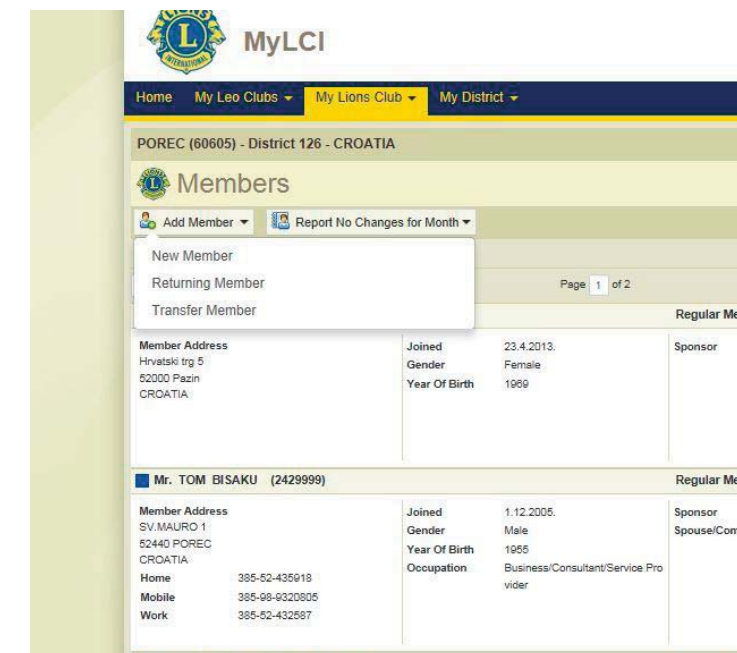 LIONS
L
INTERNATIONAL
MyLCI
Home My Leo Clubs My Lions Club My District
POREC (60605) - District 126 - CROATIA
Members
Add Member Report No Changes for Month
New Member
Returning Member
Transfer Member
Page 1 of 2
Regular Me
Member Address
Hrvatski trg 5
52000 Pazin
CROATIA
Joined 23.4.2013.
Gender Female
Year Of Birth 1969
Sponsor
Mr. TOM BISAKU (2429999) Regular Me
Member Address
SV.MAURO 1
52440 POREC
CROATIA
Home 385-52-435918
Mobile 385-98-9320805
Work 385-52-432587
Joined 1.12.2005.
Gender Male
Year Of Birth 1955
Occupation Business/Consultant/Service Pro
vider
Sponsor
Spouse/Com